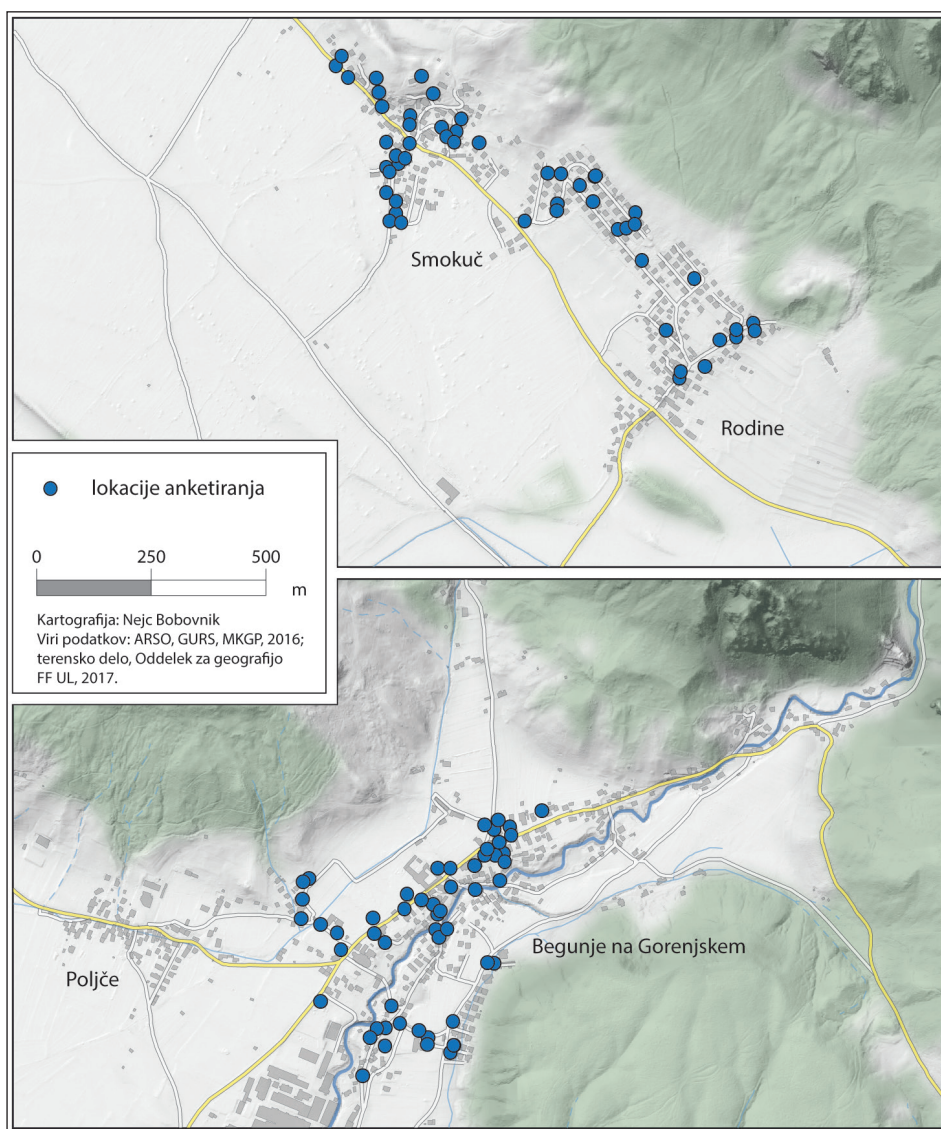 Smokuč
Rodine
lokacije anketiranja
0 250 500
m
Kartografija: Nejc Bobovnik
Viri podatkov: ARSO, GURS, MKGP, 2016;
terensko delo, Oddelek za geografijo
FF UL, 2017.
Begunje na Gorenjskem
Poljče